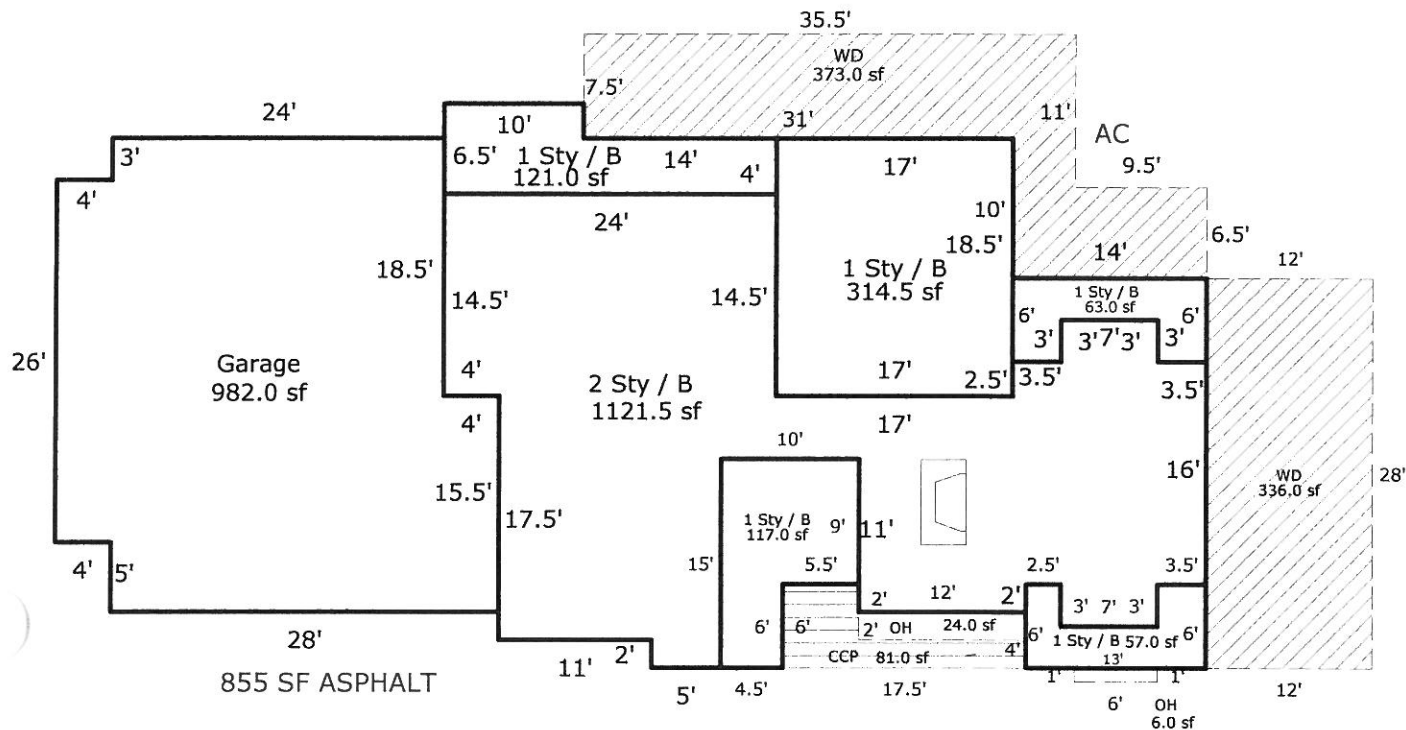 35.5'
WD
373.0 sf
7.5'
24'
10'
31'
11'
AC
3'
6.5'
1 Sty / B
121.0 sf
14'
4'
17'
9.5'
4'
24'
10'
6.5'
18.5'
18.5'
14'
12'
14.5'
14.5'
1 Sty / B
314.5 sf
1 Sty / B
63.0 sf
6'
6'
3'
3'
7'
3'
3'
26'
Garage
982.0 sf
4'
2 Sty / B
1121.5 sf
17'
2.5'
3.5'
3.5'
4'
17'
10'
15.5'
17.5'
16'
WD
336.0 sf
28'
1 Sty / B
117.0 sf
9'
11'
15'
5.5'
2.5'
3.5'
4'
5'
2'
12'
2'
3'
7'
3'
6'
6'
2'
OH
24.0 sf
6'
1 Sty / B 57.0 sf
6'
28'
11'
2'
CCP
81.0 sf
4'
13'
855 SF ASPHALT
5'
4.5'
17.5'
1'
1'
6'
12'
OH
6.0 sf